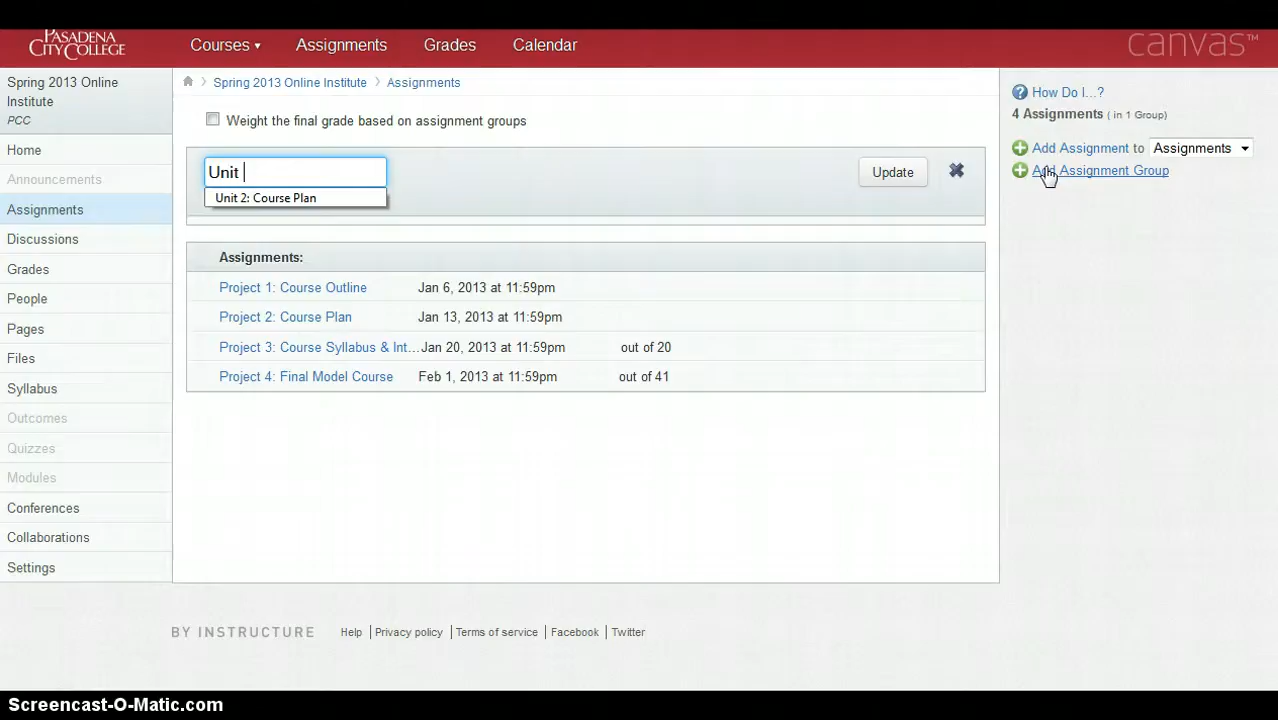 PASADENA
CITY COLLEGE
Courses
Assignments
Grades
Calendar
canvas™
Spring 2013 Online
Institute
PCC
Home
Announcements
Assignments
Discussions
Grades
People
Pages
Files
Syllabus
Outcomes
Quizzes
Modules
Conferences
Collaborations
Settings
Spring 2013 Online Institute
Assignments
Weight the final grade based on assignment groups
Unit
Update
Unit 2: Course Plan
Assignments:
Project 1: Course Outline Jan 6, 2013 at 11:59pm
Project 2: Course Plan Jan 13, 2013 at 11:59pm
Project 3: Course Syllabus & Int... Jan 20, 2013 at 11:59pm out of 20
Project 4: Final Model Course Feb 1, 2013 at 11:59pm out of 41
How Do I...?
4 Assignments ( in 1 Group)
Add Assignment to Assignments
Add Assignment Group
BY INSTRUCTURE
Help Privacy policy Terms of service Facebook Twitter
Screencast-O-Matic.com